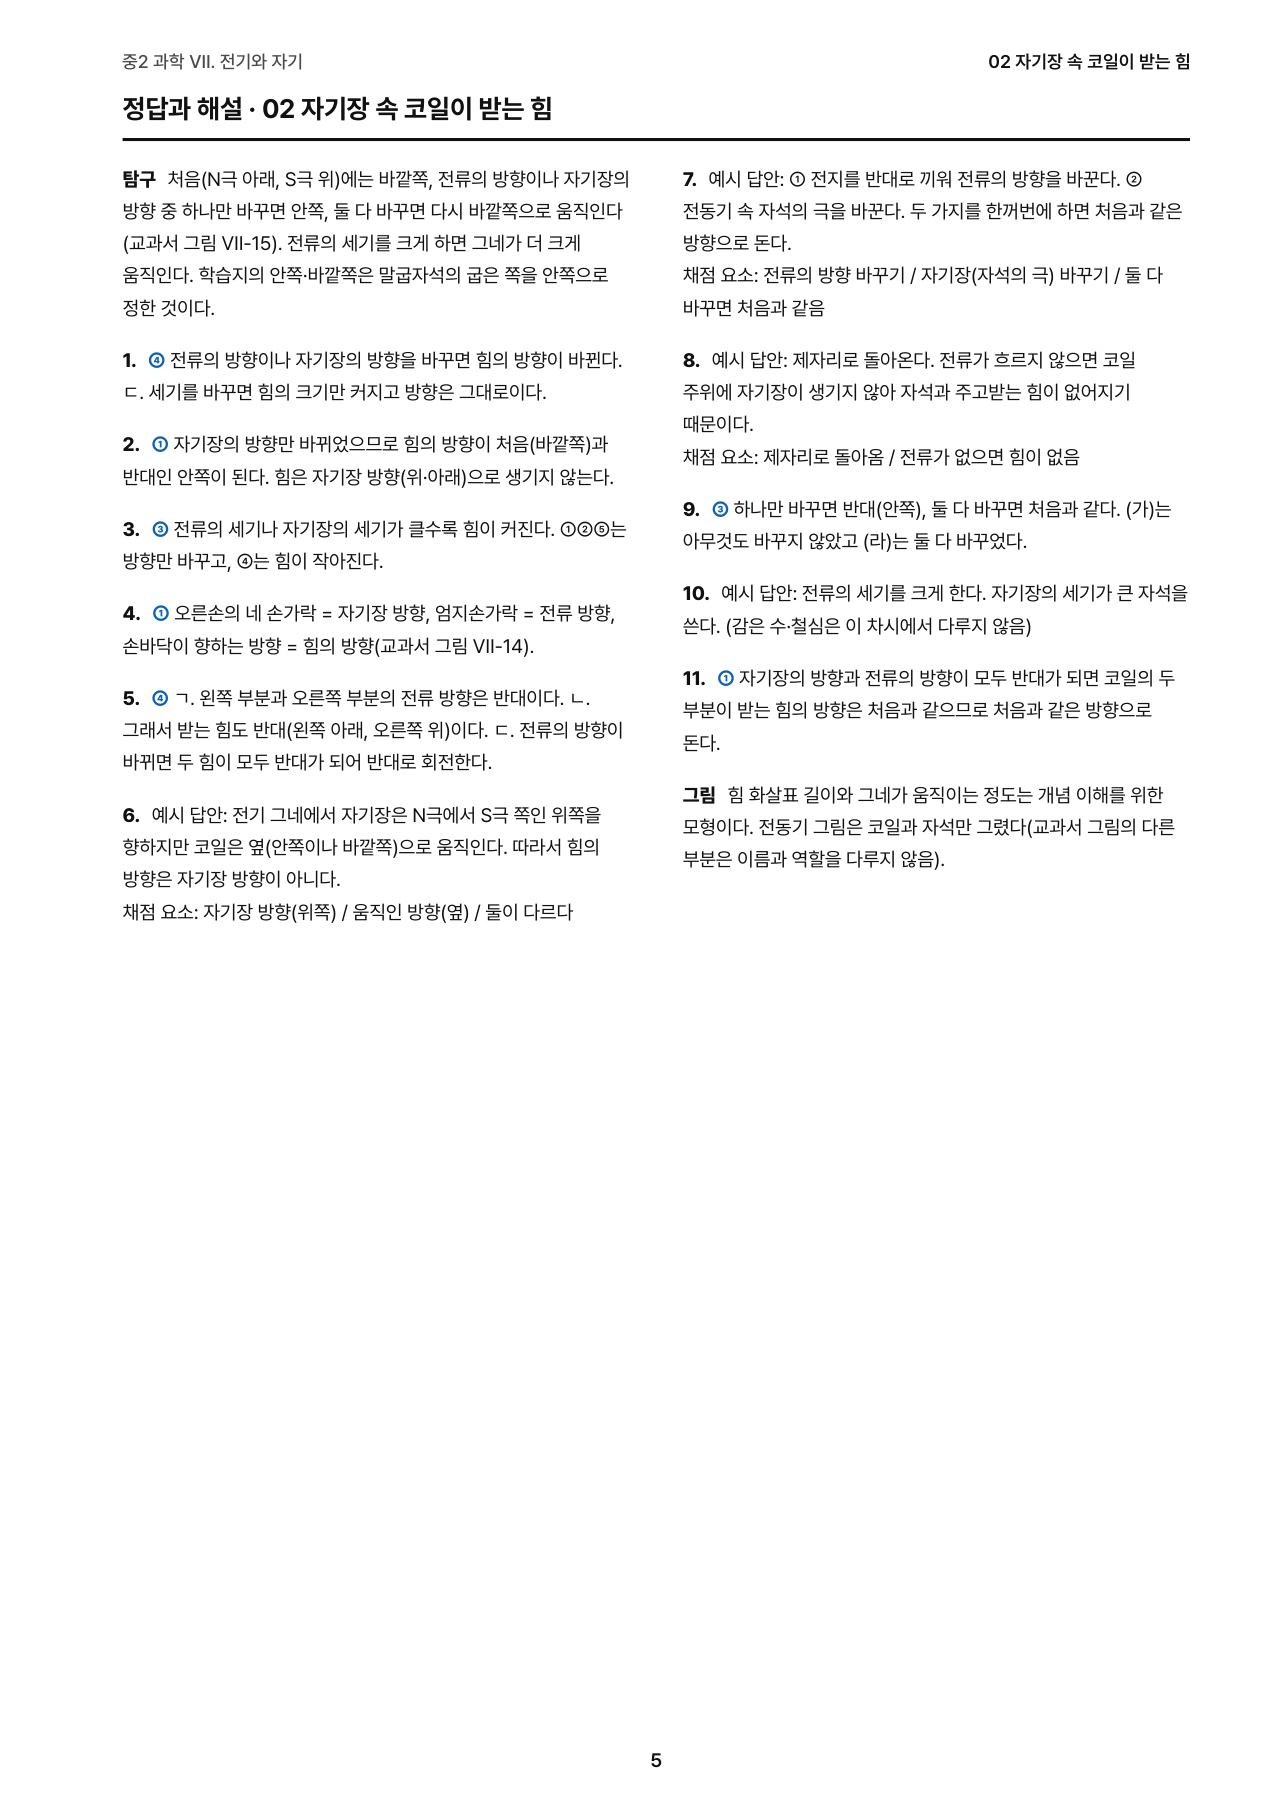 중2 과학 VII. 전기와 자기
02 자기장 속 코일이 받는 힘
정답과 해설 · 02 자기장 속 코일이 받는 힘
탐구 처음(N극 아래, S극 위)에는 바깥쪽, 전류의 방향이나 자기장의
방향 중 하나만 바꾸면 안쪽, 둘 다 바꾸면 다시 바깥쪽으로 움직인다
(교과서 그림 VII-15). 전류의 세기를 크게 하면 그네가 더 크게
움직인다. 학습지의 안쪽·바깥쪽은 말굽자석의 굽은 쪽을 안쪽으로
정한 것이다.
1. ④ 전류의 방향이나 자기장의 방향을 바꾸면 힘의 방향이 바뀐다.
ㄷ. 세기를 바꾸면 힘의 크기만 커지고 방향은 그대로이다.
2. ① 자기장의 방향만 바뀌었으므로 힘의 방향이 처음(바깥쪽)과
반대인 안쪽이 된다. 힘은 자기장 방향(위·아래)으로 생기지 않는다.
3. ③ 전류의 세기나 자기장의 세기가 클수록 힘이 커진다. ①②⑤는
방향만 바꾸고, ④는 힘이 작아진다.
4. ① 오른손의 네 손가락 = 자기장 방향, 엄지손가락 = 전류 방향,
손바닥이 향하는 방향 = 힘의 방향(교과서 그림 VII-14).
5. ④ ㄱ. 왼쪽 부분과 오른쪽 부분의 전류 방향은 반대이다. ㄴ.
그래서 받는 힘도 반대(왼쪽 아래, 오른쪽 위)이다. ㄷ. 전류의 방향이
바뀌면 두 힘이 모두 반대가 되어 반대로 회전한다.
6. 예시 답안: 전기 그네에서 자기장은 N극에서 S극 쪽인 위쪽을
향하지만 코일은 옆(안쪽이나 바깥쪽)으로 움직인다. 따라서 힘의
방향은 자기장 방향이 아니다.
채점 요소: 자기장 방향(위쪽) / 움직인 방향(옆) / 둘이 다르다
7. 예시 답안: ① 전지를 반대로 끼워 전류의 방향을 바꾼다. ②
전동기 속 자석의 극을 바꾼다. 두 가지를 한꺼번에 하면 처음과 같은
방향으로 돈다.
채점 요소: 전류의 방향 바꾸기 / 자기장(자석의 극) 바꾸기 / 둘 다
바꾸면 처음과 같음
8. 예시 답안: 제자리로 돌아온다. 전류가 흐르지 않으면 코일
주위에 자기장이 생기지 않아 자석과 주고받는 힘이 없어지기
때문이다.
채점 요소: 제자리로 돌아옴 / 전류가 없으면 힘이 없음
9. ③ 하나만 바꾸면 반대(안쪽), 둘 다 바꾸면 처음과 같다. (가)는
아무것도 바꾸지 않았고 (라)는 둘 다 바꾸었다.
10. 예시 답안: 전류의 세기를 크게 한다. 자기장의 세기가 큰 자석을
쓴다. (감은 수·철심은 이 차시에서 다루지 않음)
11. ① 자기장의 방향과 전류의 방향이 모두 반대가 되면 코일의 두
부분이 받는 힘의 방향은 처음과 같으므로 처음과 같은 방향으로
돈다.
그림 힘 화살표 길이와 그네가 움직이는 정도는 개념 이해를 위한
모형이다. 전동기 그림은 코일과 자석만 그렸다(교과서 그림의 다른
부분은 이름과 역할을 다루지 않음).
5